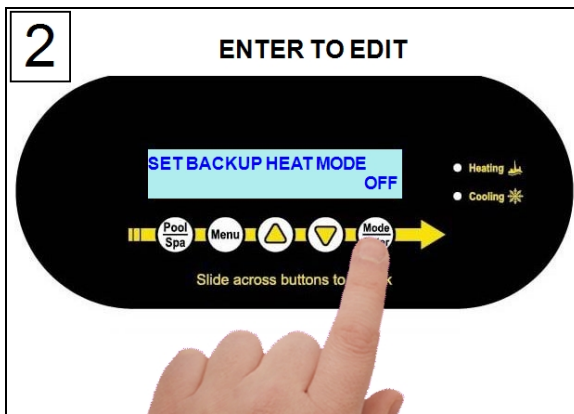 2
ENTER TO EDIT
SET BACKUP HEAT MODE
OFF
Heating
Cooling
Pool
Spa
Menu
Mode
Slide across buttons to